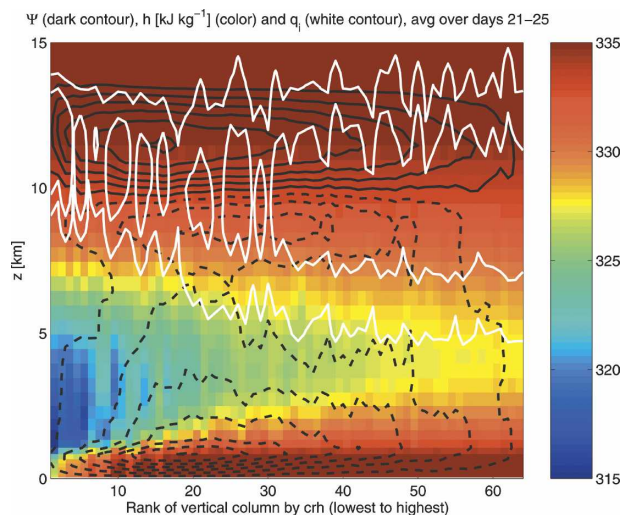 Ψ (dark contour), h [kJ kg⁻¹] (color) and qᵢ (white contour), avg over days 21-25
15
10
5
0
z [km]
10 20 30 40 50 60
Rank of vertical column by crh (lowest to highest)
335
330
325
320
315